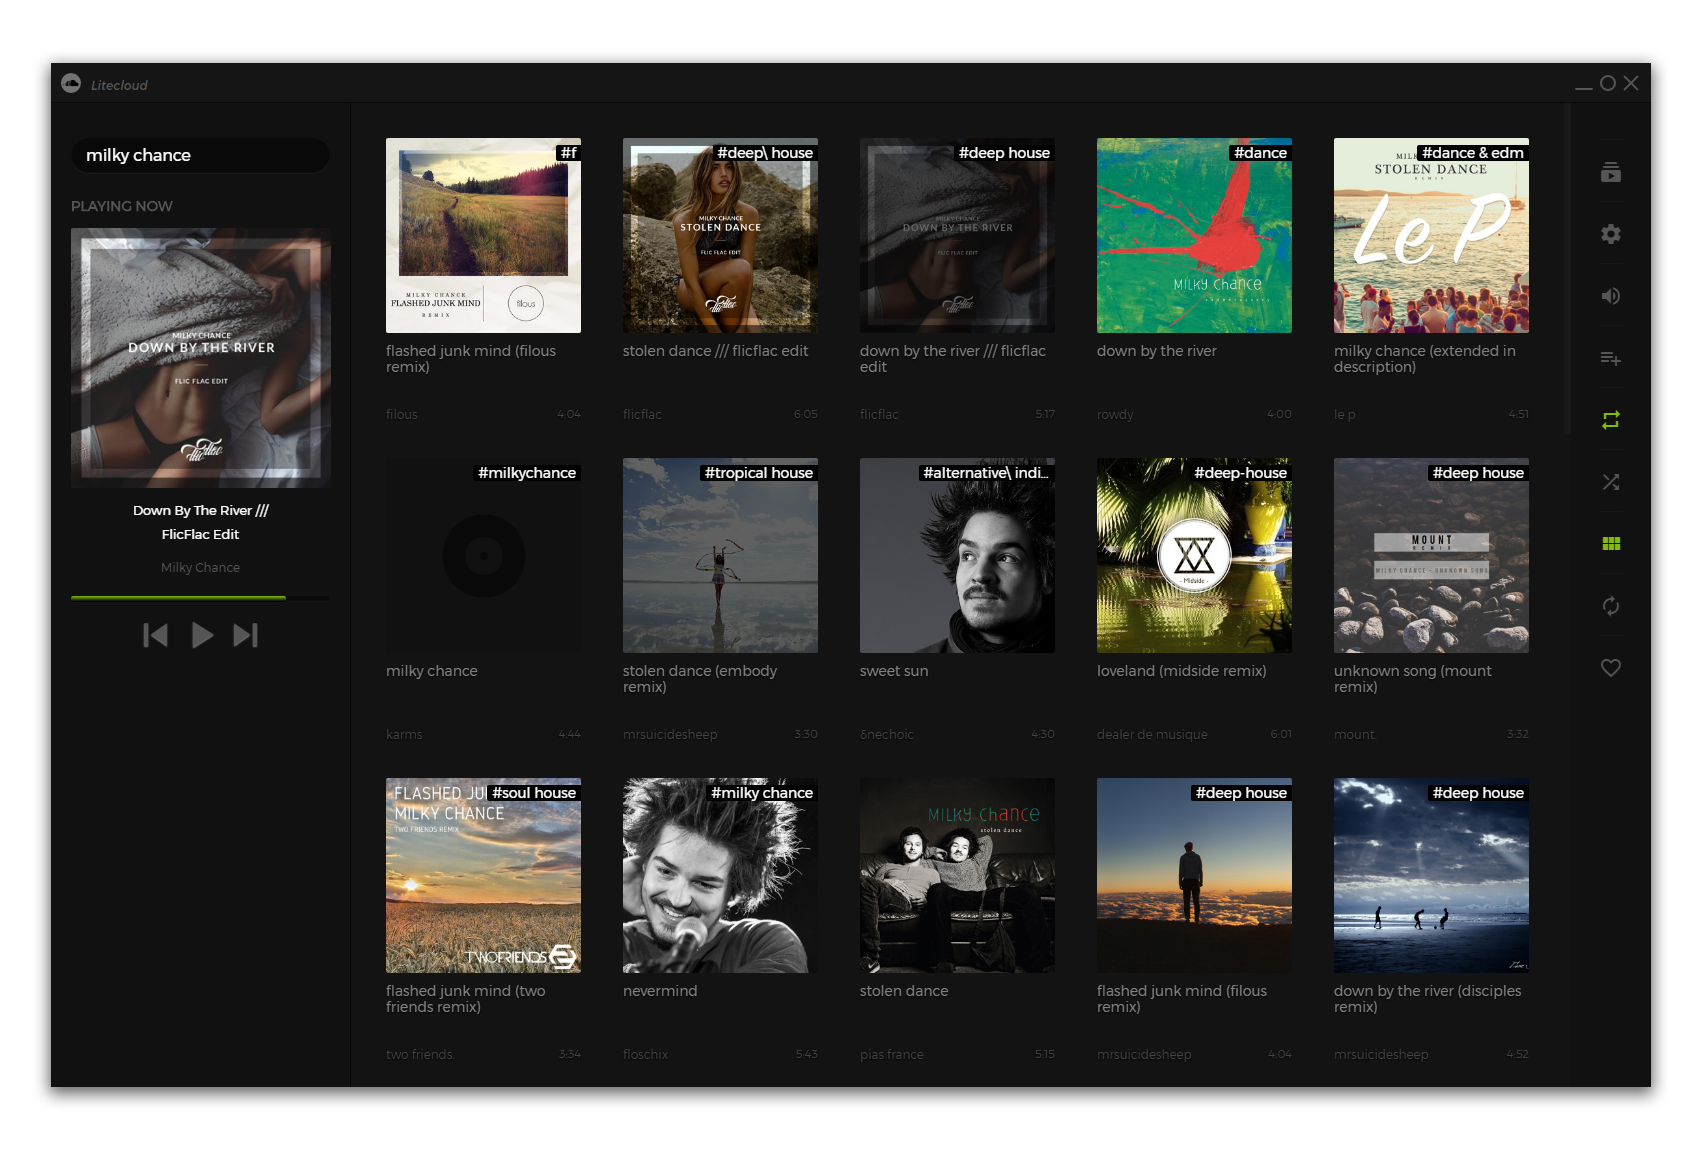 Litecloud
milky chance
PLAYING NOW
MILKY CHANCE
DOWN BY THE RIVER
FLIC FLAC EDIT
Down By The River ///
FlicFlac Edit
Milky Chance
#f
MILKY CHANCE
FLASHED JUNK MIND
REMIX
filous
flashed junk mind (filous
remix)
filous
4:04
#deep\ house
MILKY CHANCE
STOLEN DANCE
FLIC FLAC EDIT
stolen dance /// flicflac edit
flicflac
6:05
#deep house
MILKY CHANCE
DOWN BY THE RIVER
FLIC FLAC EDIT
down by the river /// flicflac
edit
flicflac
5:17
#dance
MILKY chance
down by the river
rowdy
4:00
#dance & edm
STOLEN DANCE
REMIX
Le P
milky chance (extended in
description)
le p
4:51
#milkychance
milky chance
karms
4:44
#tropical house
stolen dance (embody
remix)
mrsuicidesheep
3:30
#alternative\ indi...
sweet sun
δnechoic
4:30
#deep-house
- Midside -
loveland (midside remix)
dealer de musique
6:01
#deep house
MOUNT
REMIX
MILKY CHANCE - UNKNOWN SONG
unknown song (mount
remix)
mount.
3:32
#soul house
FLASHED JU
MILKY CHANCE
TWO FRIENDS REMIX
TWOFRIENDS
flashed junk mind (two
friends remix)
two friends.
3:34
#milky chance
nevermind
floschix
5:43
MILKY chance
stolen dance
stolen dance
pias france
5:15
#deep house
flashed junk mind (filous
remix)
mrsuicidesheep
4:04
#deep house
down by the river (disciples
remix)
mrsuicidesheep
4:52